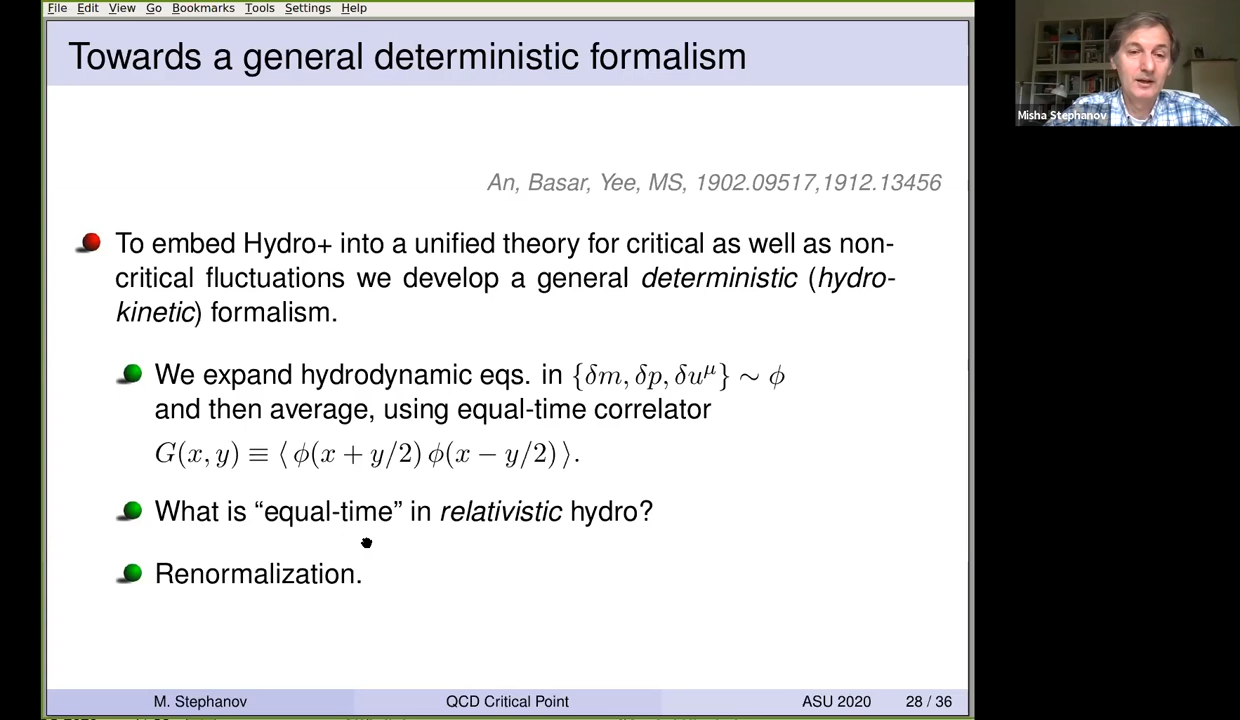 File Edit View Go Bookmarks Tools Settings Help
Towards a general deterministic formalism
Misha Stephanov
An, Basar, Yee, MS, 1902.09517,1912.13456
To embed Hydro+ into a unified theory for critical as well as non-
critical fluctuations we develop a general deterministic (hydro-
kinetic) formalism.
We expand hydrodynamic eqs. in {δm, δp, δu^μ} ∼ ϕ
and then average, using equal-time correlator
G(x, y) ≡ ⟨ ϕ(x + y/2) ϕ(x − y/2) ⟩.
What is “equal-time” in relativistic hydro?
Renormalization.
M. Stephanov QCD Critical Point ASU 2020 28 / 36